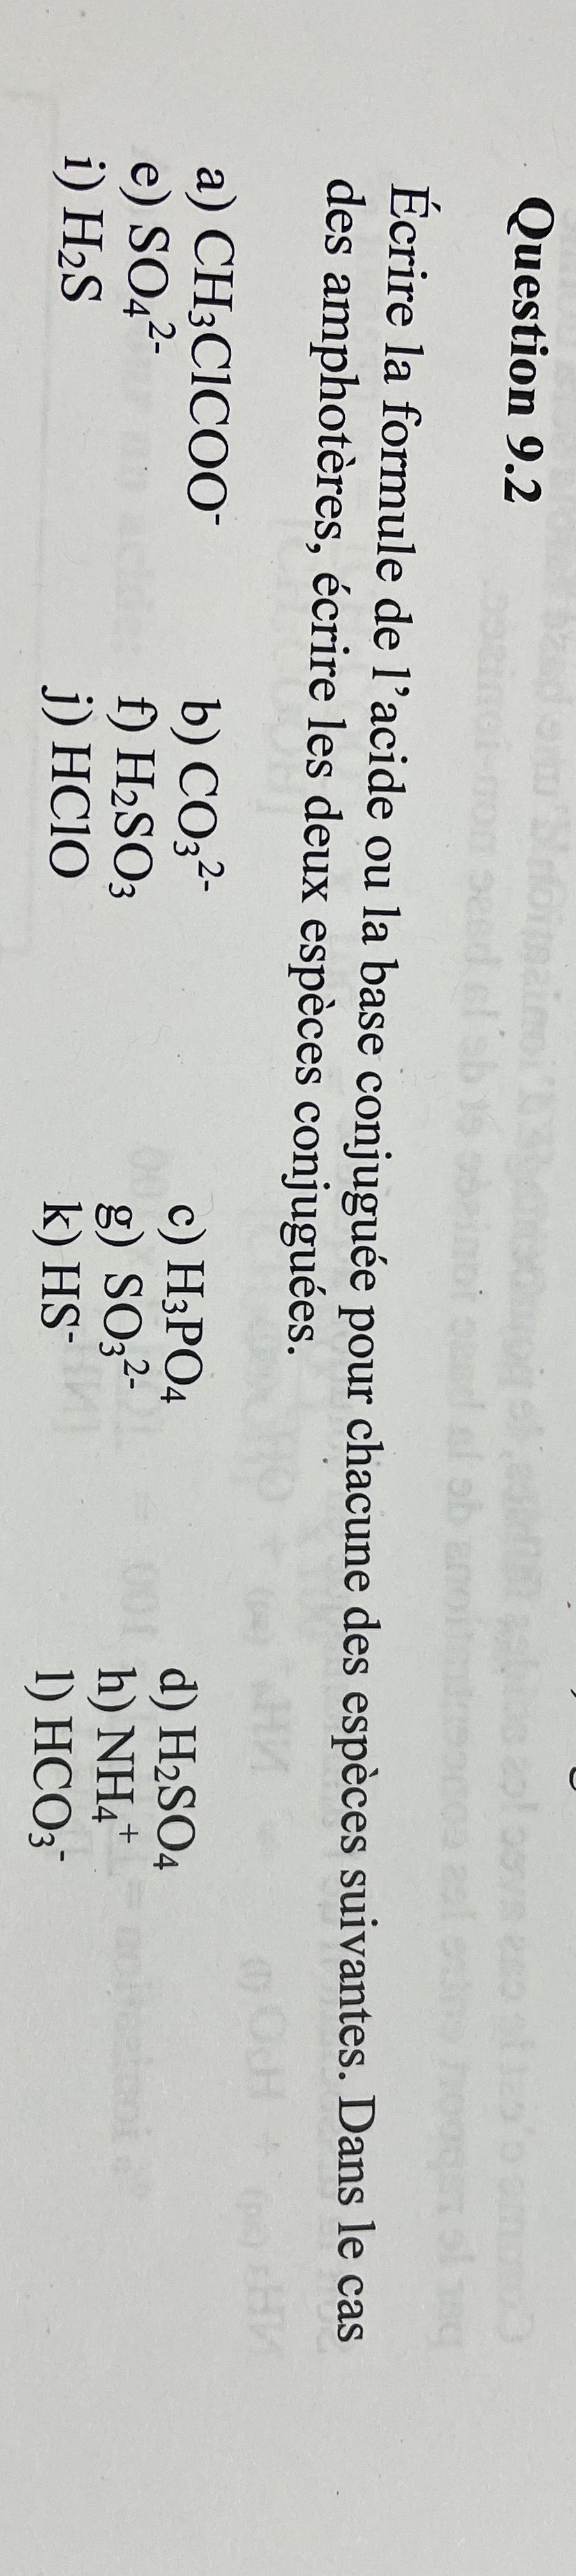 Question 9.2
Écrire la formule de l'acide ou la base conjuguée pour chacune des espèces suivantes. Dans le cas
des amphotères, écrire les deux espèces conjuguées.
a) CH₃ClCOO⁻ b) CO₃²⁻ c) H₃PO₄ d) H₂SO₄
e) SO₄²⁻ f) H₂SO₃ g) SO₃²⁻ h) NH₄⁺
i) H₂S j) HClO k) HS⁻ l) HCO₃⁻